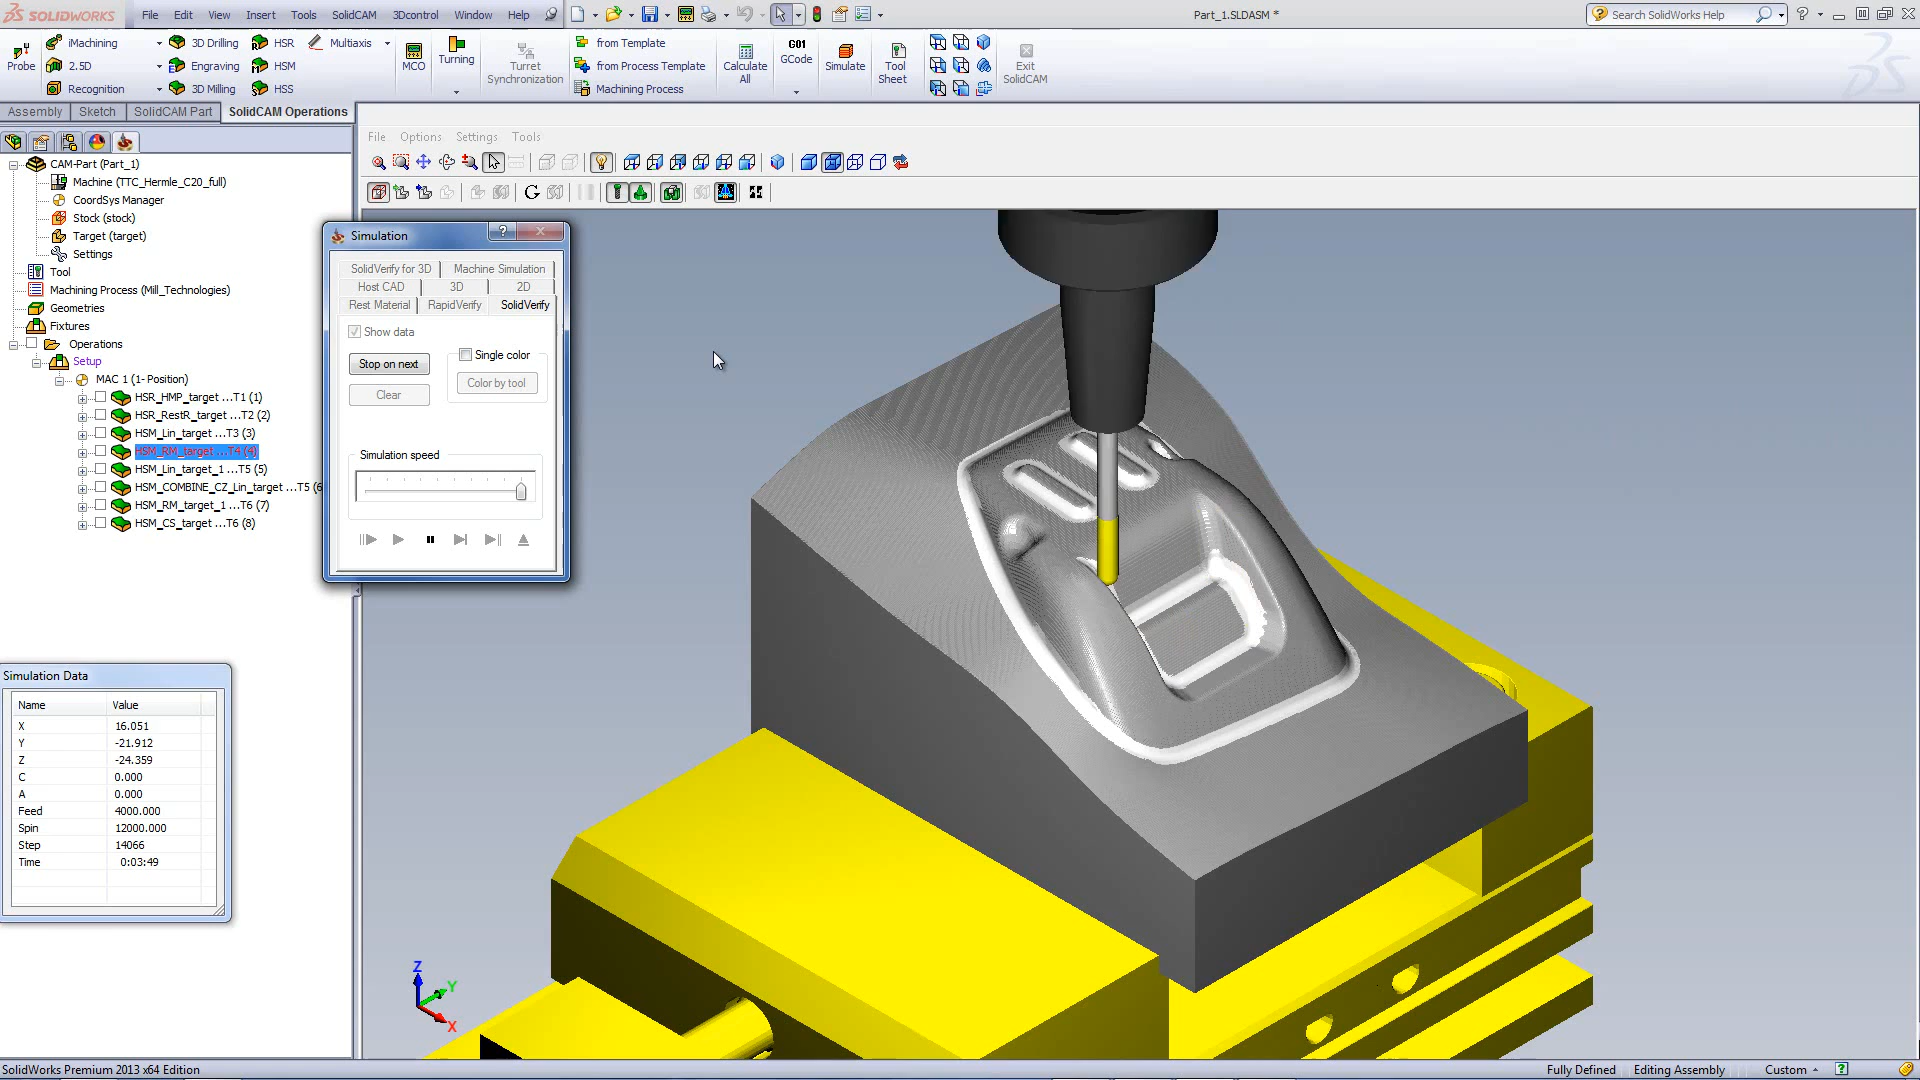 SOLIDWORKS File Edit View Insert Tools SolidCAM 3Dcontrol Window Help Part_1.SLDASM * Search SolidWorks Help
Probe
iMachining
2.5D
Recognition
3D Drilling
Engraving
3D Milling
HSR
HSM
HSS
Multiaxis
MCO
Turning
Turret
Synchronization
from Template
from Process Template
Machining Process
Calculate
All
G01
GCode
Simulate
Tool
Sheet
Exit
SolidCAM
Assembly Sketch SolidCAM Part SolidCAM Operations
File Options Settings Tools
CAM-Part (Part_1)
Machine (TTC_Hermle_C20_full)
CoordSys Manager
Stock (stock)
Target (target)
Settings
Tool
Machining Process (Mill_Technologies)
Geometries
Fixtures
Operations
Setup
MAC 1 (1- Position)
HSR_HMP_target ...T1 (1)
HSR_RestR_target ...T2 (2)
HSM_Lin_target ...T3 (3)
HSM_RM_target ...T4 (4)
HSM_Lin_target_1 ...T5 (5)
HSM_COMBINE_CZ_Lin_target ...T5 (6
HSM_RM_target_1 ...T6 (7)
HSM_CS_target ...T6 (8)
Simulation
SolidVerify for 3D Machine Simulation
Host CAD 3D 2D
Rest Material RapidVerify SolidVerify
Show data
Stop on next
Single color
Color by tool
Clear
Simulation speed
Simulation Data
Name Value
X 16.051
Y -21.912
Z -24.359
C 0.000
A 0.000
Feed 4000.000
Spin 12000.000
Step 14066
Time 0:03:49
Z
Y
X
SolidWorks Premium 2013 x64 Edition Fully Defined Editing Assembly Custom